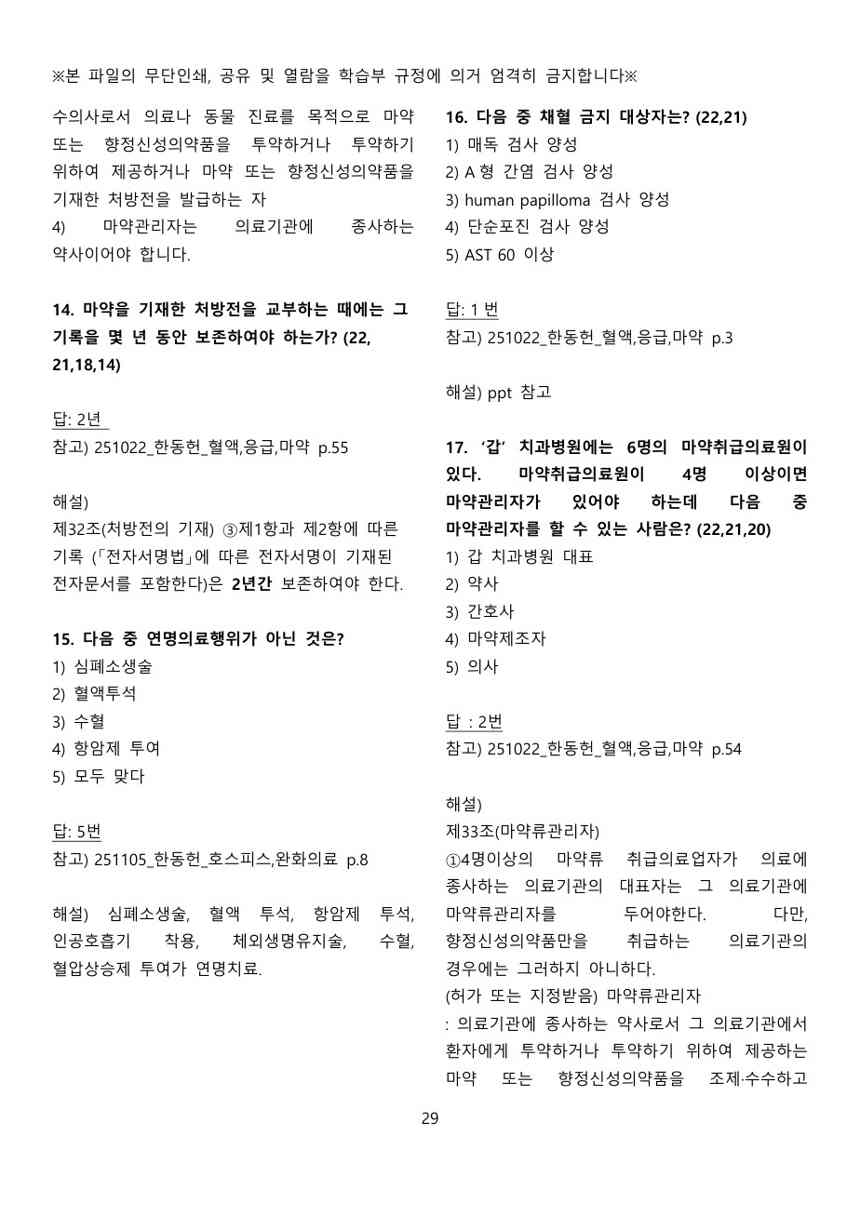 ※본 파일의 무단인쇄, 공유 및 열람을 학습부 규정에 의거 엄격히 금지합니다※
수의사로서 의료나 동물 진료를 목적으로 마약
또는 향정신성의약품을 투약하거나 투약하기
위하여 제공하거나 마약 또는 향정신성의약품을
기재한 처방전을 발급하는 자
4) 마약관리자는 의료기관에 종사하는
약사이어야 합니다.
14. 마약을 기재한 처방전을 교부하는 때에는 그
기록을 몇 년 동안 보존하여야 하는가? (22,
21,18,14)
답: 2년
참고) 251022_한동헌_혈액,응급,마약 p.55
해설)
제32조(처방전의 기재) ③제1항과 제2항에 따른
기록 (「전자서명법」에 따른 전자서명이 기재된
전자문서를 포함한다)은 2년간 보존하여야 한다.
15. 다음 중 연명의료행위가 아닌 것은?
1) 심폐소생술
2) 혈액투석
3) 수혈
4) 항암제 투여
5) 모두 맞다
답: 5번
참고) 251105_한동헌_호스피스,완화의료 p.8
해설) 심폐소생술, 혈액 투석, 항암제 투석,
인공호흡기 착용, 체외생명유지술, 수혈,
혈압상승제 투여가 연명치료.
16. 다음 중 채혈 금지 대상자는? (22,21)
1) 매독 검사 양성
2) A형 간염 검사 양성
3) human papilloma 검사 양성
4) 단순포진 검사 양성
5) AST 60 이상
답: 1번
참고) 251022_한동헌_혈액,응급,마약 p.3
해설) ppt 참고
17. ‘갑’ 치과병원에는 6명의 마약취급의료원이
있다. 마약취급의료원이 4명 이상이면
마약관리자가 있어야 하는데 다음 중
마약관리자를 할 수 있는 사람은? (22,21,20)
1) 갑 치과병원 대표
2) 약사
3) 간호사
4) 마약제조자
5) 의사
답 : 2번
참고) 251022_한동헌_혈액,응급,마약 p.54
해설)
제33조(마약류관리자)
①4명이상의 마약류 취급의료업자가 의료에
종사하는 의료기관의 대표자는 그 의료기관에
마약류관리자를 두어야한다. 다만,
향정신성의약품만을 취급하는 의료기관의
경우에는 그러하지 아니하다.
(허가 또는 지정받음) 마약류관리자
: 의료기관에 종사하는 약사로서 그 의료기관에서
환자에게 투약하거나 투약하기 위하여 제공하는
마약 또는 향정신성의약품을 조제·수수하고
29